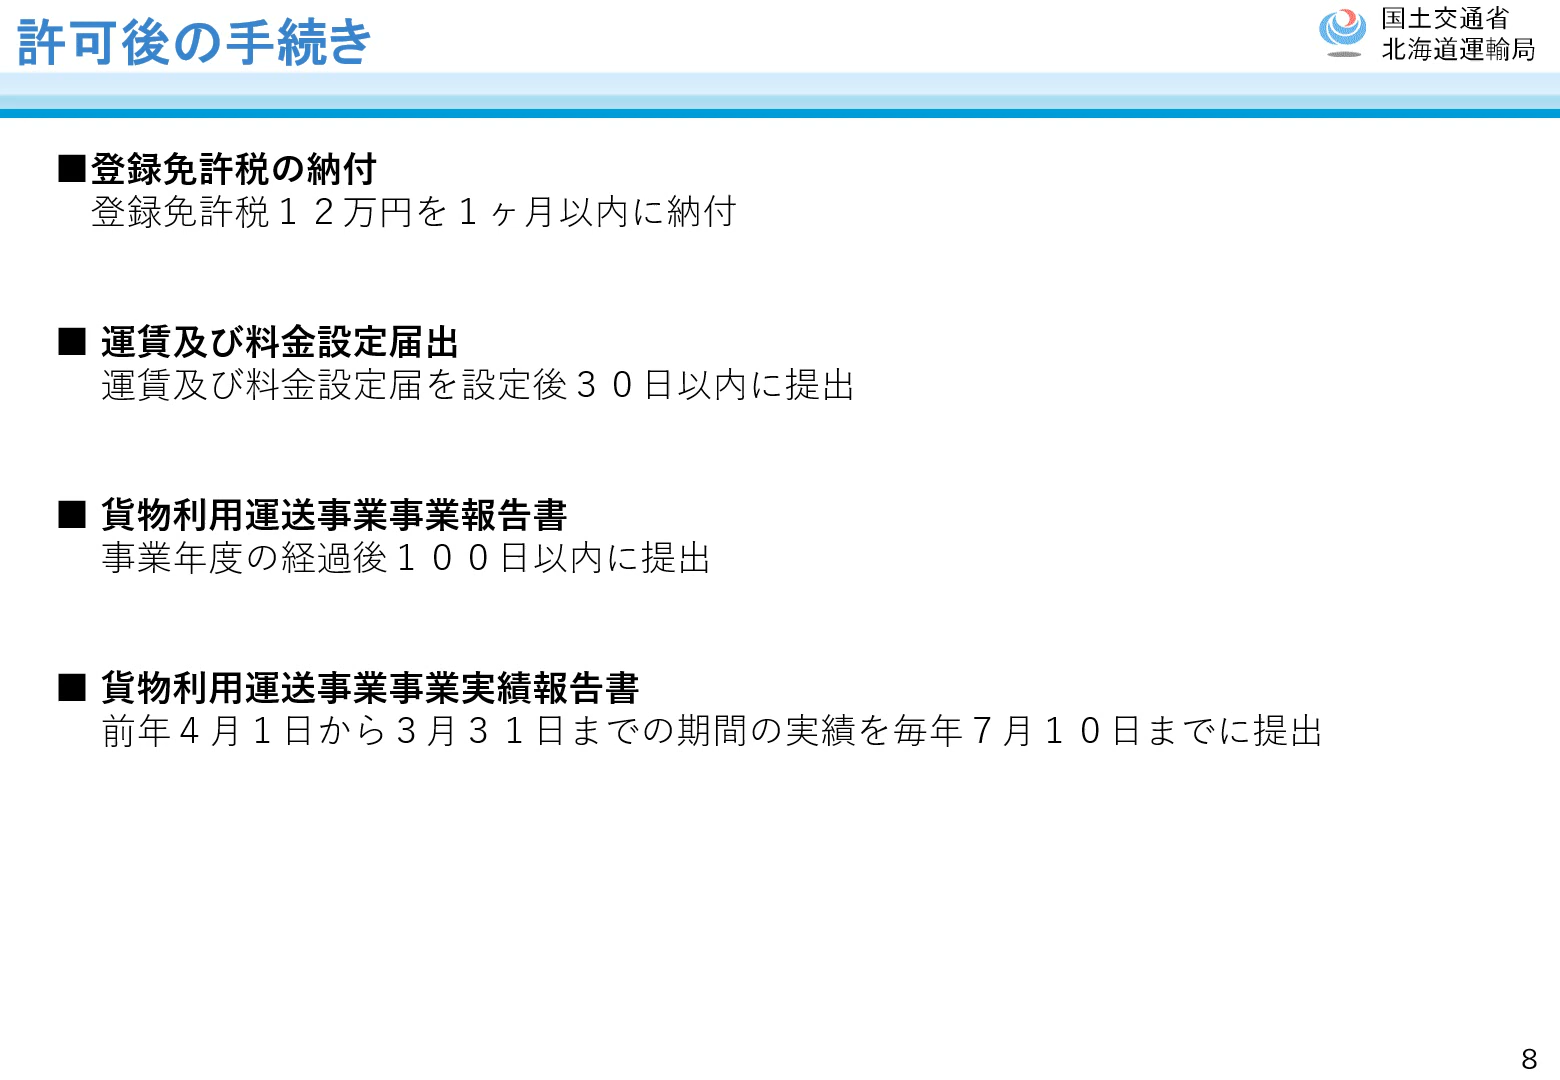 許可後の手続き
国土交通省
北海道運輸局
■登録免許税の納付
登録免許税１２万円を１ヶ月以内に納付
■ 運賃及び料金設定届出
運賃及び料金設定届を設定後３０日以内に提出
■ 貨物利用運送事業事業報告書
事業年度の経過後１００日以内に提出
■ 貨物利用運送事業事業実績報告書
前年４月１日から３月３１日までの期間の実績を毎年７月１０日までに提出
8